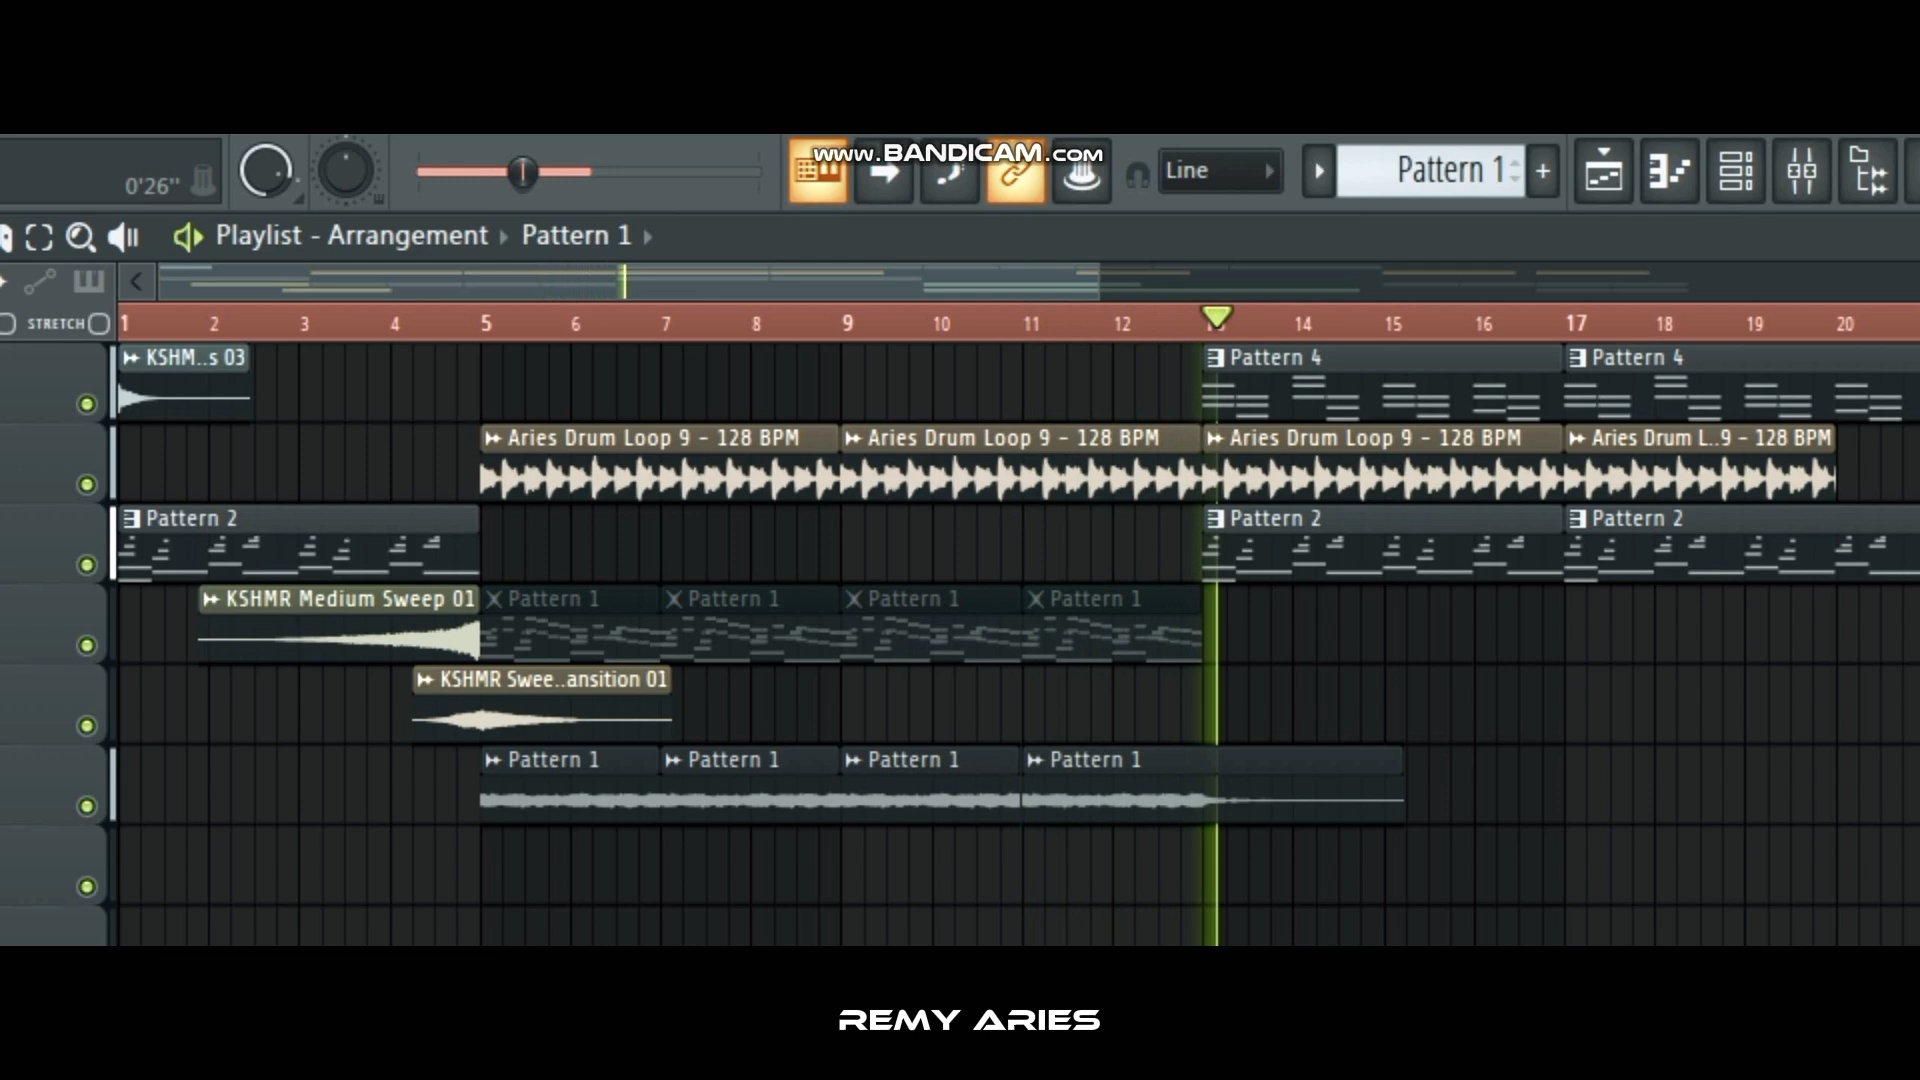 www.BANDICAM.com
0'26"
Line
Pattern 1
+
Playlist - Arrangement Pattern 1
STRETCH 1 2 3 4 5 6 7 8 9 10 11 12 14 15 16 17 18 19 20
KSHM..s 03 Pattern 4 Pattern 4
Aries Drum Loop 9 - 128 BPM Aries Drum Loop 9 - 128 BPM Aries Drum Loop 9 - 128 BPM Aries Drum L..9 - 128 BPM
Pattern 2 Pattern 2 Pattern 2
KSHMR Medium Sweep 01 Pattern 1 Pattern 1 Pattern 1 Pattern 1
KSHMR Swee..ansition 01
Pattern 1 Pattern 1 Pattern 1 Pattern 1
REMY ARIES